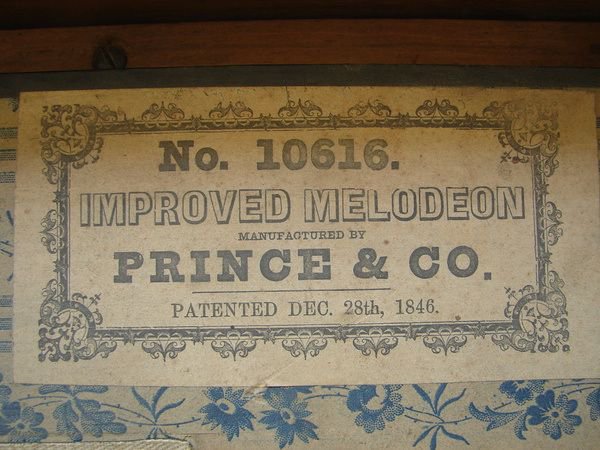 No. 10616.
IMPROVED MELODEON
MANUFACTURED BY
PRINCE & CO.
PATENTED DEC. 28th, 1846.